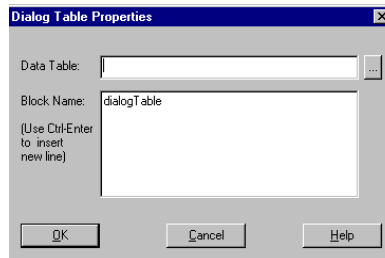 Dialog Table Properties
Data Table:
...
Block Name:
dialogTable
(Use Ctrl-Enter
to insert
new line)
OK
Cancel
Help